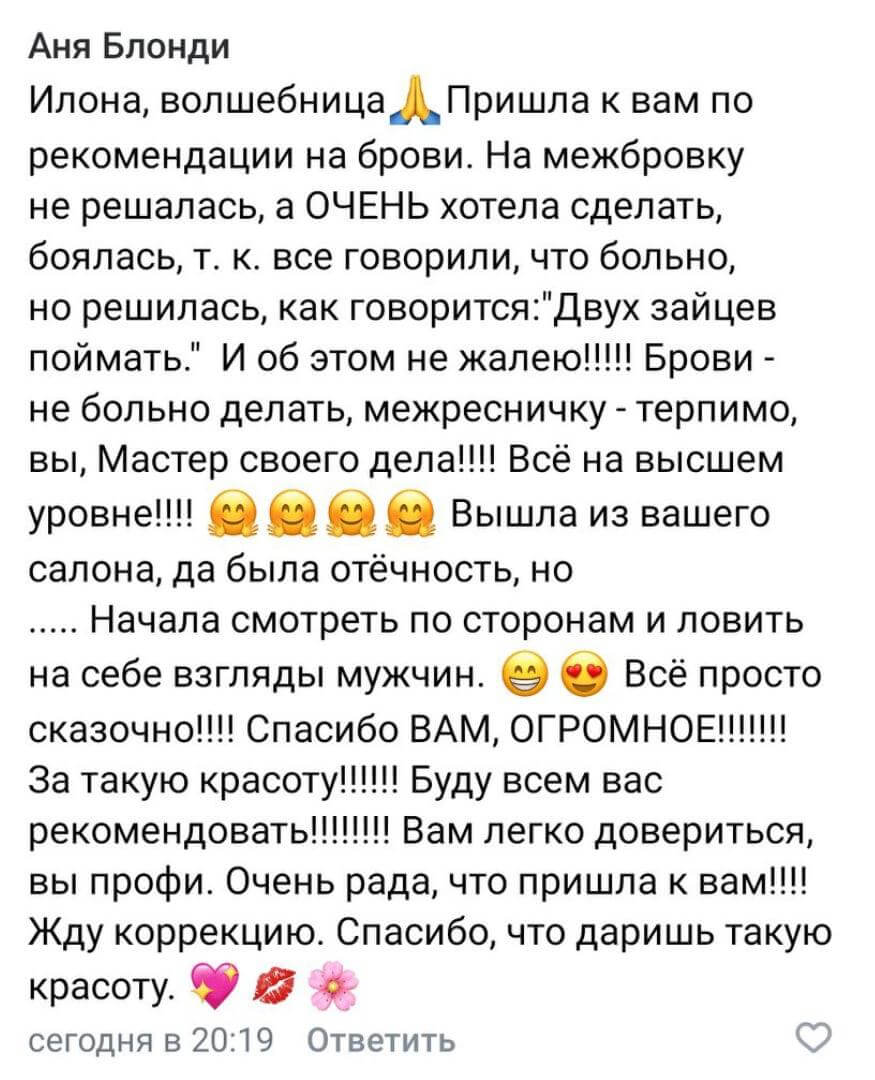 Аня Блонди
Илона, волшебница🙏Пришла к вам по
рекомендации на брови. На межбровку
не решалась, а ОЧЕНЬ хотела сделать,
боялась, т. к. все говорили, что больно,
но решилась, как говорится:"Двух зайцев
поймать." И об этом не жалею!!!!! Брови -
не больно делать, межресничку - терпимо,
вы, Мастер своего дела!!!! Всё на высшем
уровне!!!! 🤗 🤗 🤗 🤗 Вышла из вашего
салона, да была отёчность, но
..... Начала смотреть по сторонам и ловить
на себе взгляды мужчин. 😁 😍 Всё просто
сказочно!!!! Спасибо ВАМ, ОГРОМНОЕ!!!!!!!
За такую красоту!!!!!! Буду всем вас
рекомендовать!!!!!!!! Вам легко довериться,
вы профи. Очень рада, что пришла к вам!!!!
Жду коррекцию. Спасибо, что даришь такую
красоту. 💖 💋 🌸
сегодня в 20:19 Ответить